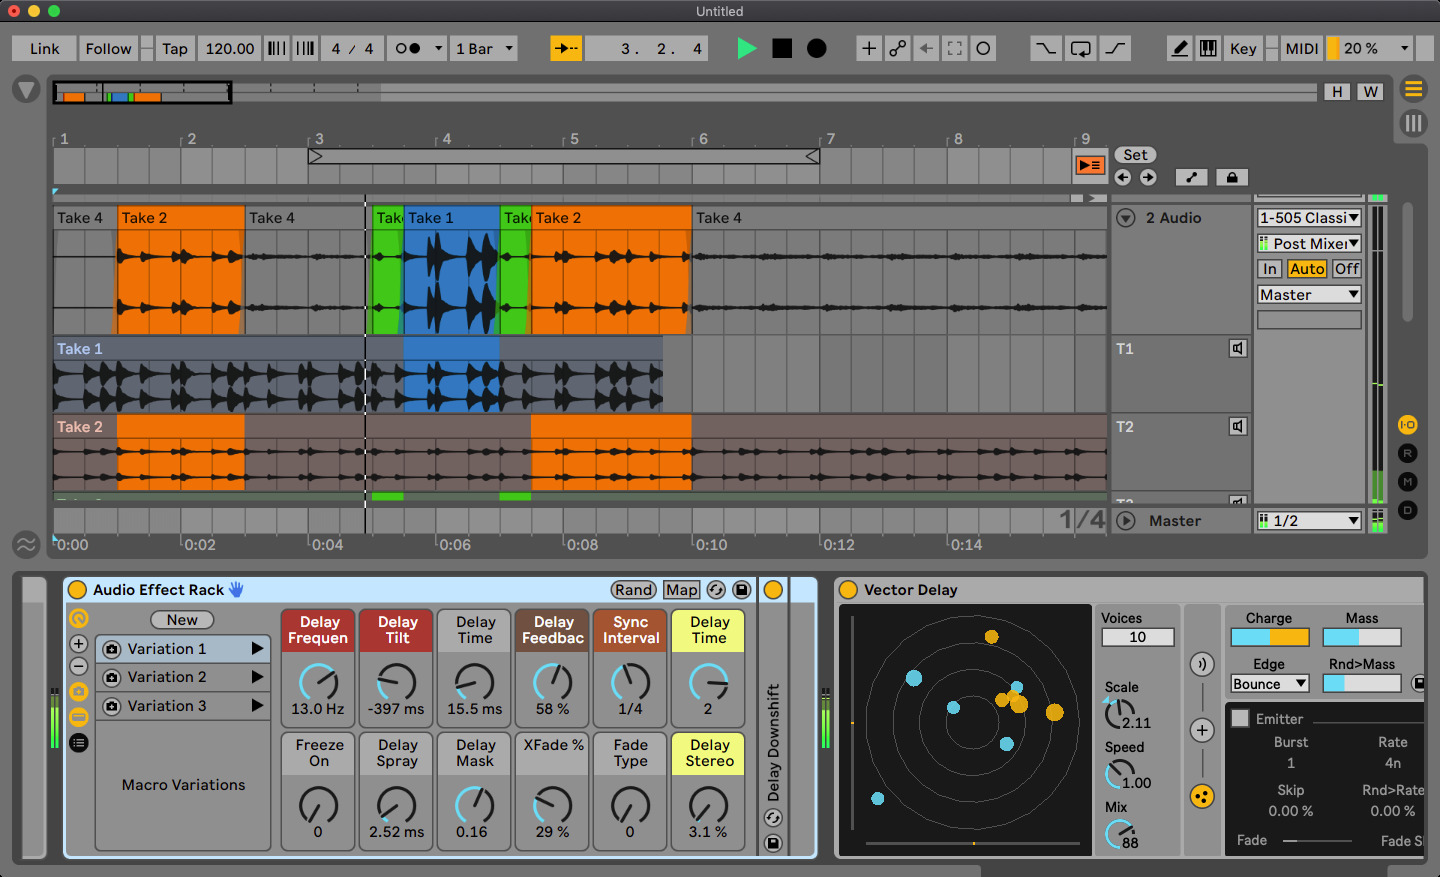 Untitled
Link Follow Tap 120.00 4 / 4 1 Bar 3. 2. 4 Key MIDI 20 %
H W
1 2 3 4 5 6 7 8 9
Set
Take 4 Take 2 Take 4 Take 1 Take 2 Take 4
2 Audio
1-505 Classi
Post Mixer
In Auto Off
Master
Take 1
T1
Take 2
T2
I·O
R
M
D
1/4
Master
1/2
0:00 0:02 0:04 0:06 0:08 0:10 0:12 0:14
Audio Effect Rack
Rand Map
New
Variation 1
Variation 2
Variation 3
Macro Variations
Delay Frequen
13.0 Hz
Delay Tilt
-397 ms
Delay Time
15.5 ms
Delay Feedbac
58 %
Sync Interval
1/4
Delay Time
2
Freeze On
0
Delay Spray
2.52 ms
Delay Mask
0.16
XFade %
29 %
Fade Type
0
Delay Stereo
3.1 %
Delay Downshift
Vector Delay
Voices
10
Scale
2.11
Speed
1.00
Mix
88
Charge Mass
Edge Rnd>Mass
Bounce
Emitter
Burst Rate
1 4n
Skip Rnd>Rate
0.00 % 0.00 %
Fade